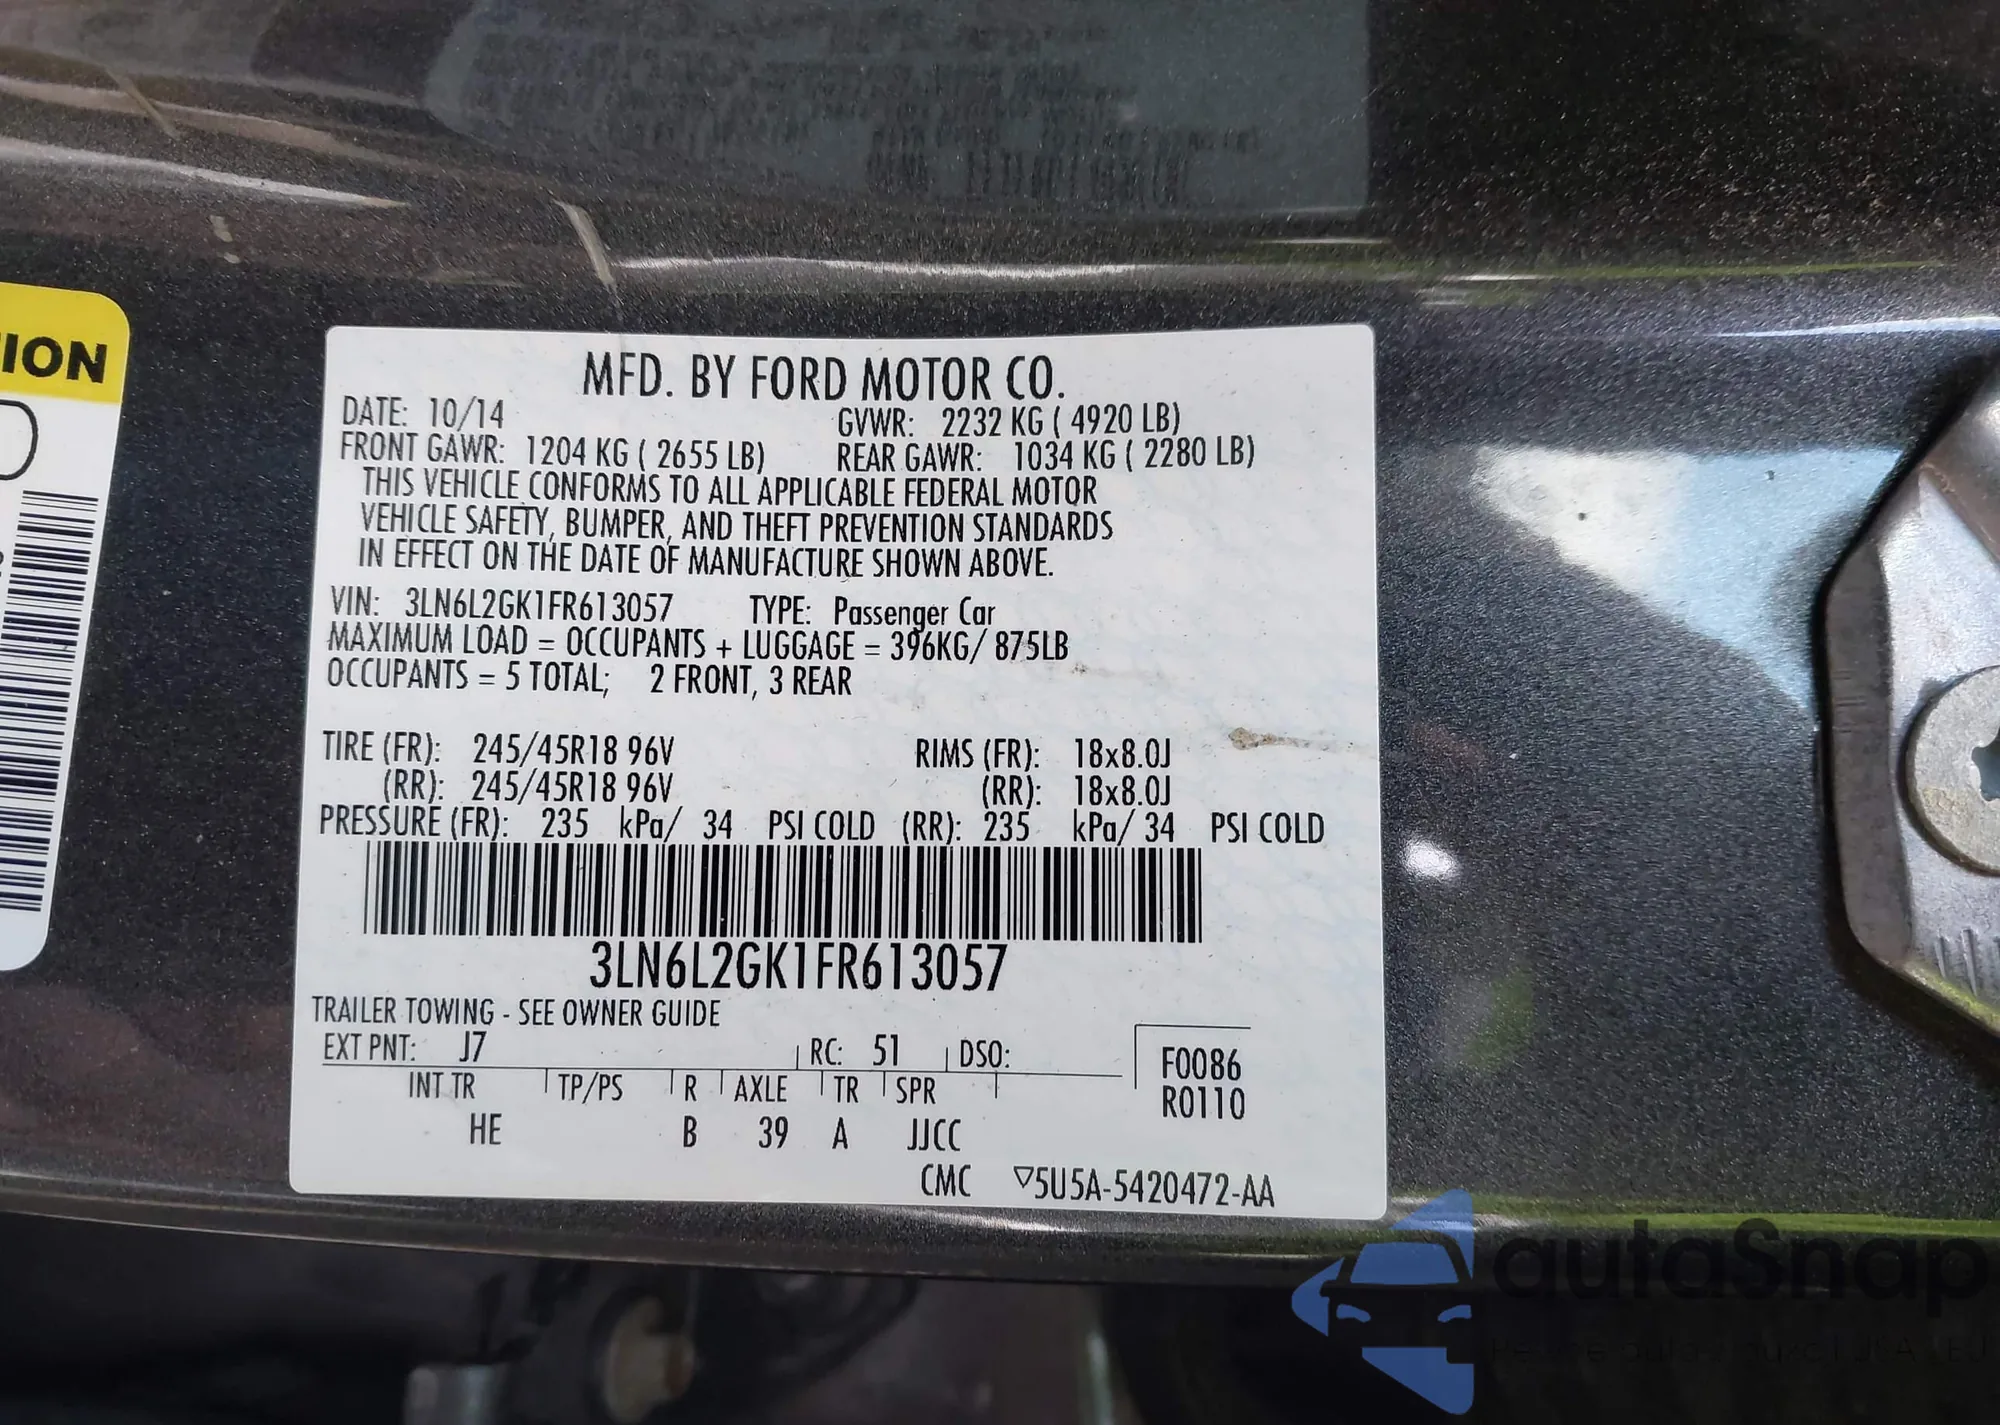 ION
MFD. BY FORD MOTOR CO.
DATE: 10/14 GVWR: 2232 KG ( 4920 LB)
FRONT GAWR: 1204 KG ( 2655 LB) REAR GAWR: 1034 KG ( 2280 LB)
THIS VEHICLE CONFORMS TO ALL APPLICABLE FEDERAL MOTOR
VEHICLE SAFETY, BUMPER, AND THEFT PREVENTION STANDARDS
IN EFFECT ON THE DATE OF MANUFACTURE SHOWN ABOVE.
VIN: 3LN6L2GK1FR613057 TYPE: Passenger Car
MAXIMUM LOAD = OCCUPANTS + LUGGAGE = 396KG/ 875LB
OCCUPANTS = 5 TOTAL; 2 FRONT, 3 REAR
TIRE (FR): 245/45R18 96V RIMS (FR): 18x8.0J
(RR): 245/45R18 96V (RR): 18x8.0J
PRESSURE (FR): 235 kPa/ 34 PSI COLD (RR): 235 kPa/ 34 PSI COLD
3LN6L2GK1FR613057
TRAILER TOWING - SEE OWNER GUIDE
EXT PNT: J7 RC: 51 DSO: F0086
INT TR TP/PS R AXLE TR SPR R0110
HE B 39 A JJCC
CMC ▽5U5A-5420472-AA
autaSnap